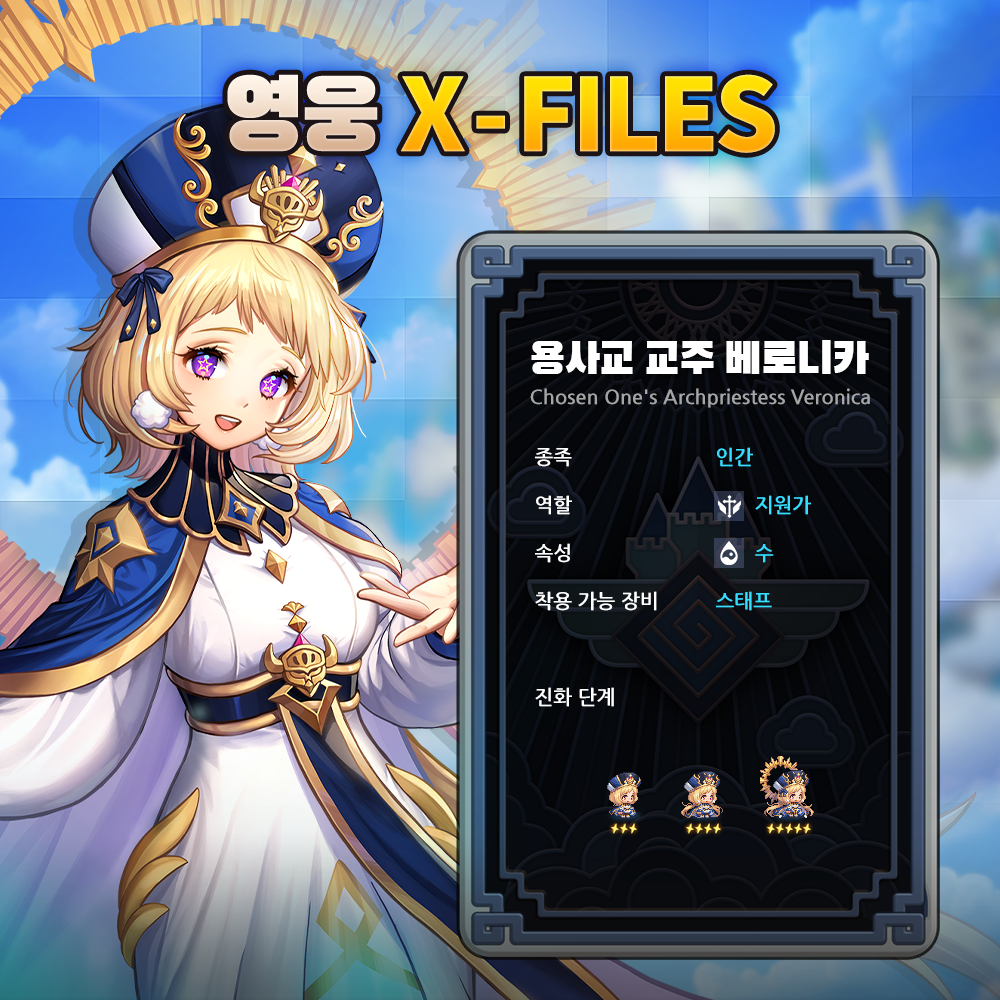 영웅 X-FILES
용사교 교주 베로니카
Chosen One's Archpriestess Veronica
종족 인간
역할 지원가
속성 수
착용 가능 장비 스태프
진화 단계